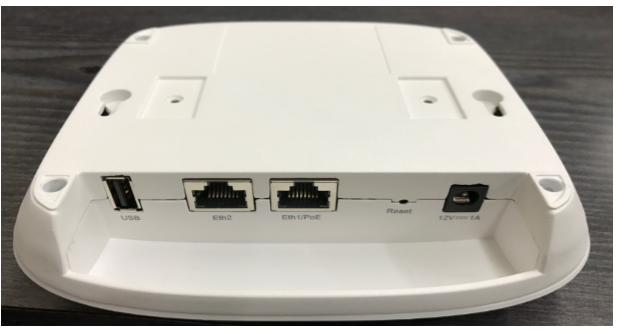 USB
Eth2
Eth1/PoE
Reset
12V⎓1A